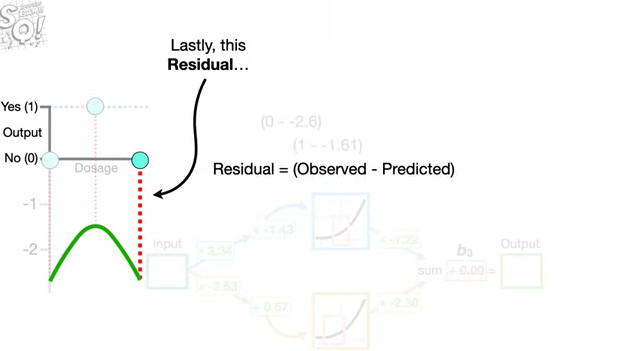 SQ!
Lastly, this
Residual...
Yes (1)
Output
No (0)
Dosage
-1
-2
(0 - -2.6)
(1 - -1.61)
Residual = (Observed - Predicted)
Input
× 3.34
× -1.43
× -3.53
+ 0.57
× -1.22
× -2.30
sum
+ 0.00
=
b3
Output